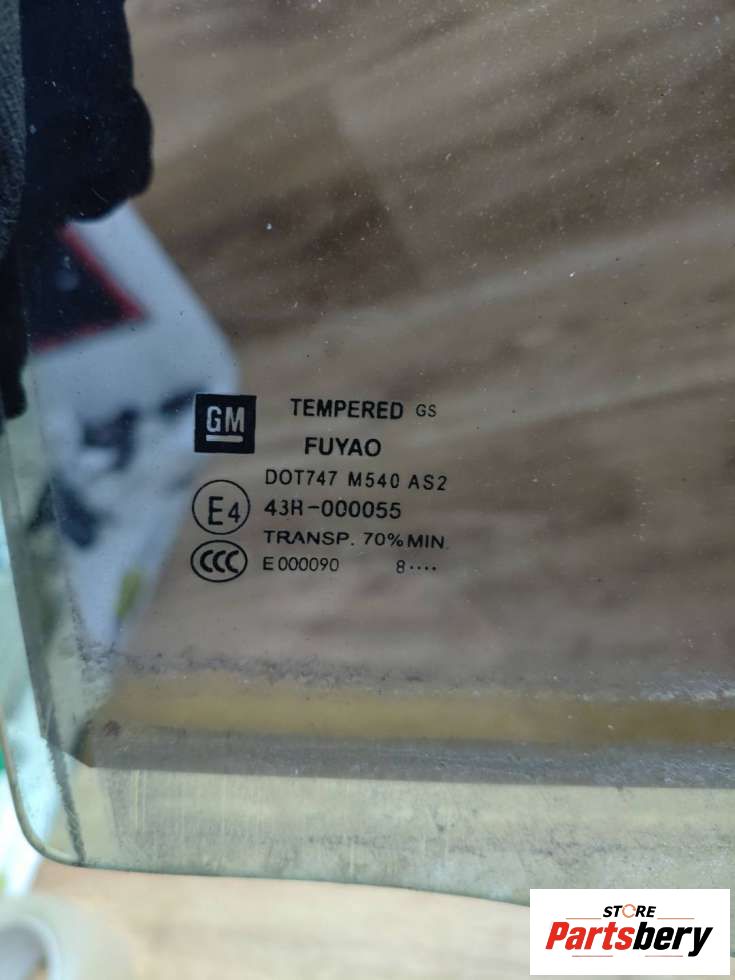 GM
TEMPERED GS
FUYAO
DOT747 M540 AS2
E4
43R-000055
TRANSP. 70% MIN.
CCC
E000090 8····
STORE
Partsbery